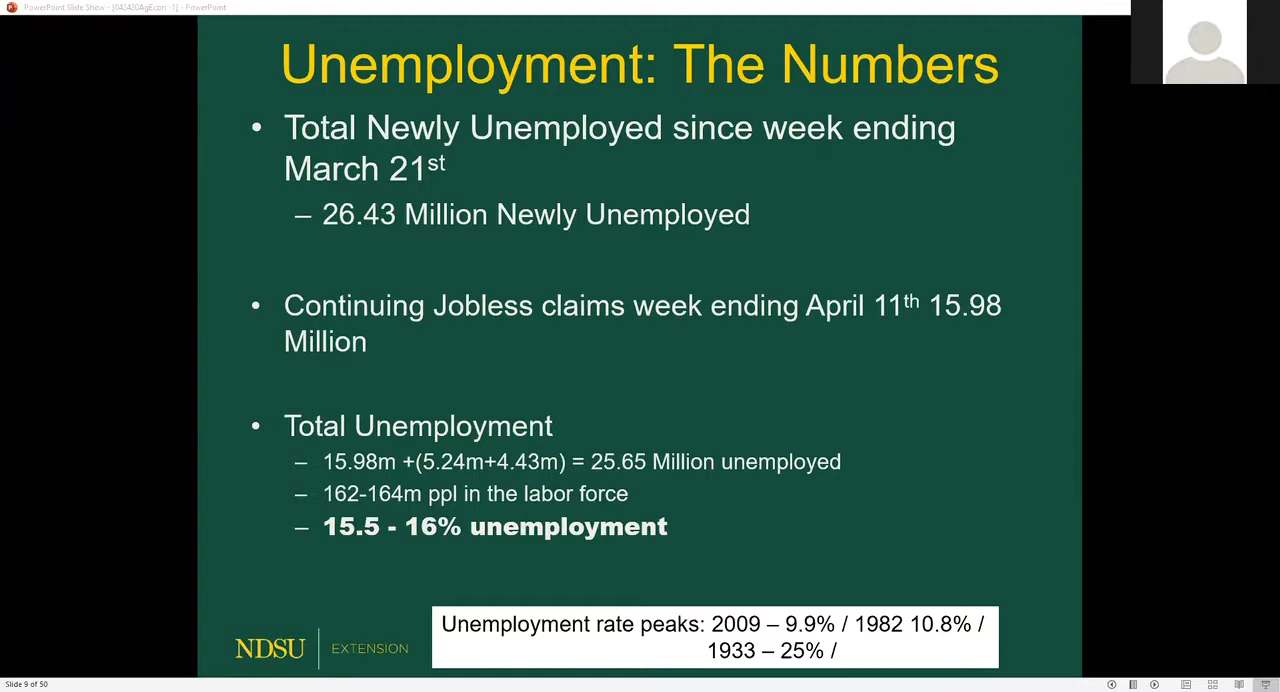 PowerPoint Slide Show - [042420AgEcon -1] - PowerPoint
Unemployment: The Numbers
• Total Newly Unemployed since week ending
March 21st
– 26.43 Million Newly Unemployed
• Continuing Jobless claims week ending April 11th 15.98
Million
• Total Unemployment
– 15.98m +(5.24m+4.43m) = 25.65 Million unemployed
– 162-164m ppl in the labor force
– 15.5 - 16% unemployment
Unemployment rate peaks: 2009 – 9.9% / 1982 10.8% /
1933 – 25% /
NDSU EXTENSION
Slide 9 of 50